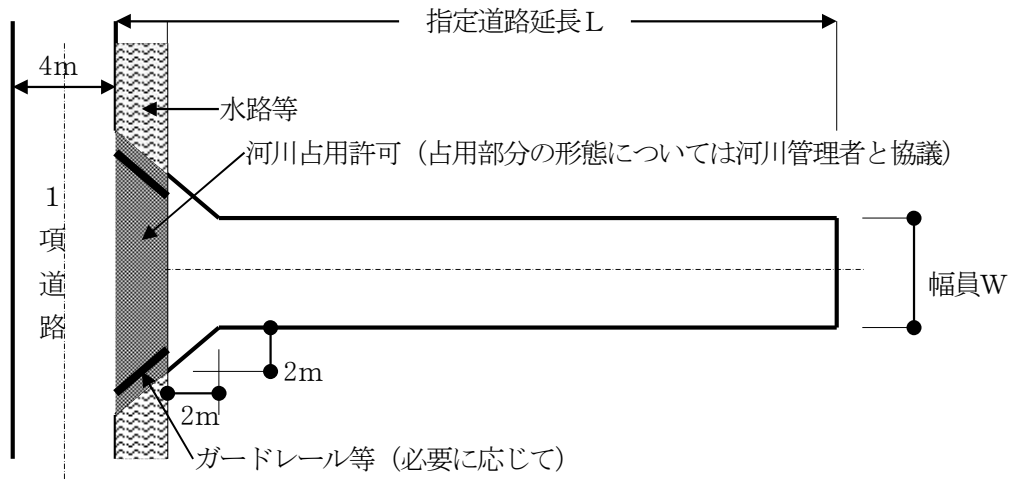 指定道路延長Ｌ
4m
水路等
河川占用許可（占用部分の形態については河川管理者と協議）
１項道路
幅員Ｗ
2m
2m
ガードレール等（必要に応じて）